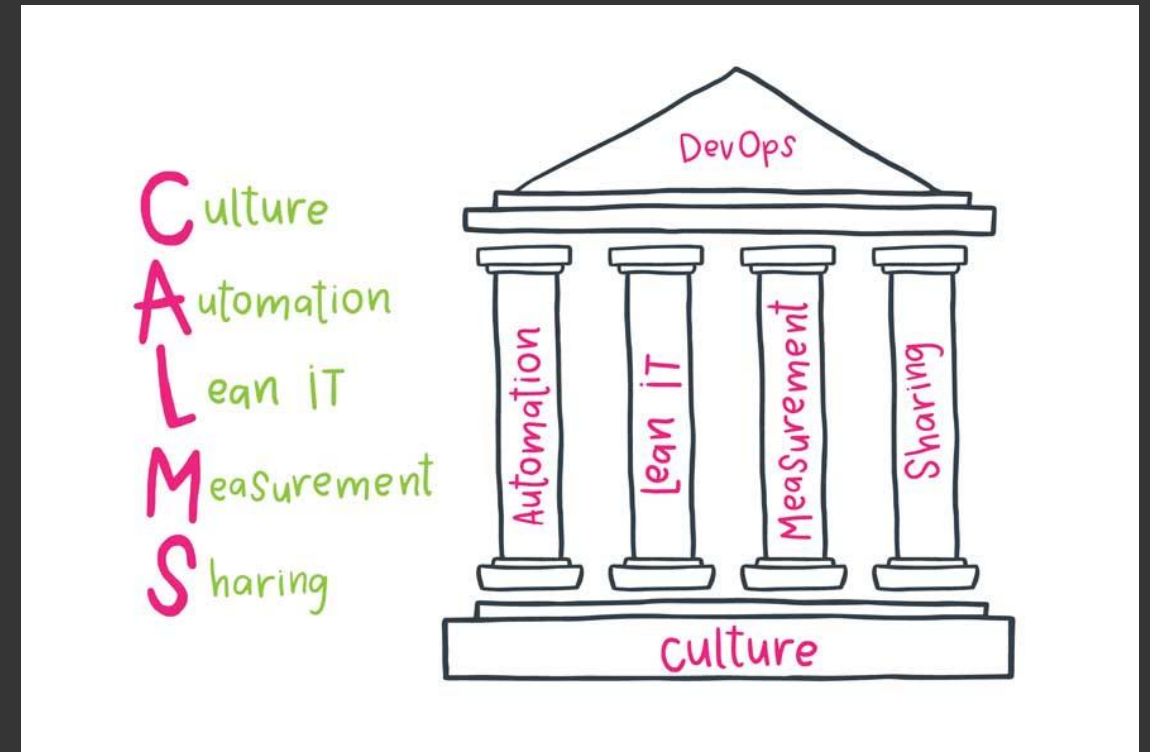 Culture
Automation
Lean iT
Measurement
Sharing
DevOps
Automation
Lean iT
Measurement
Sharing
culture